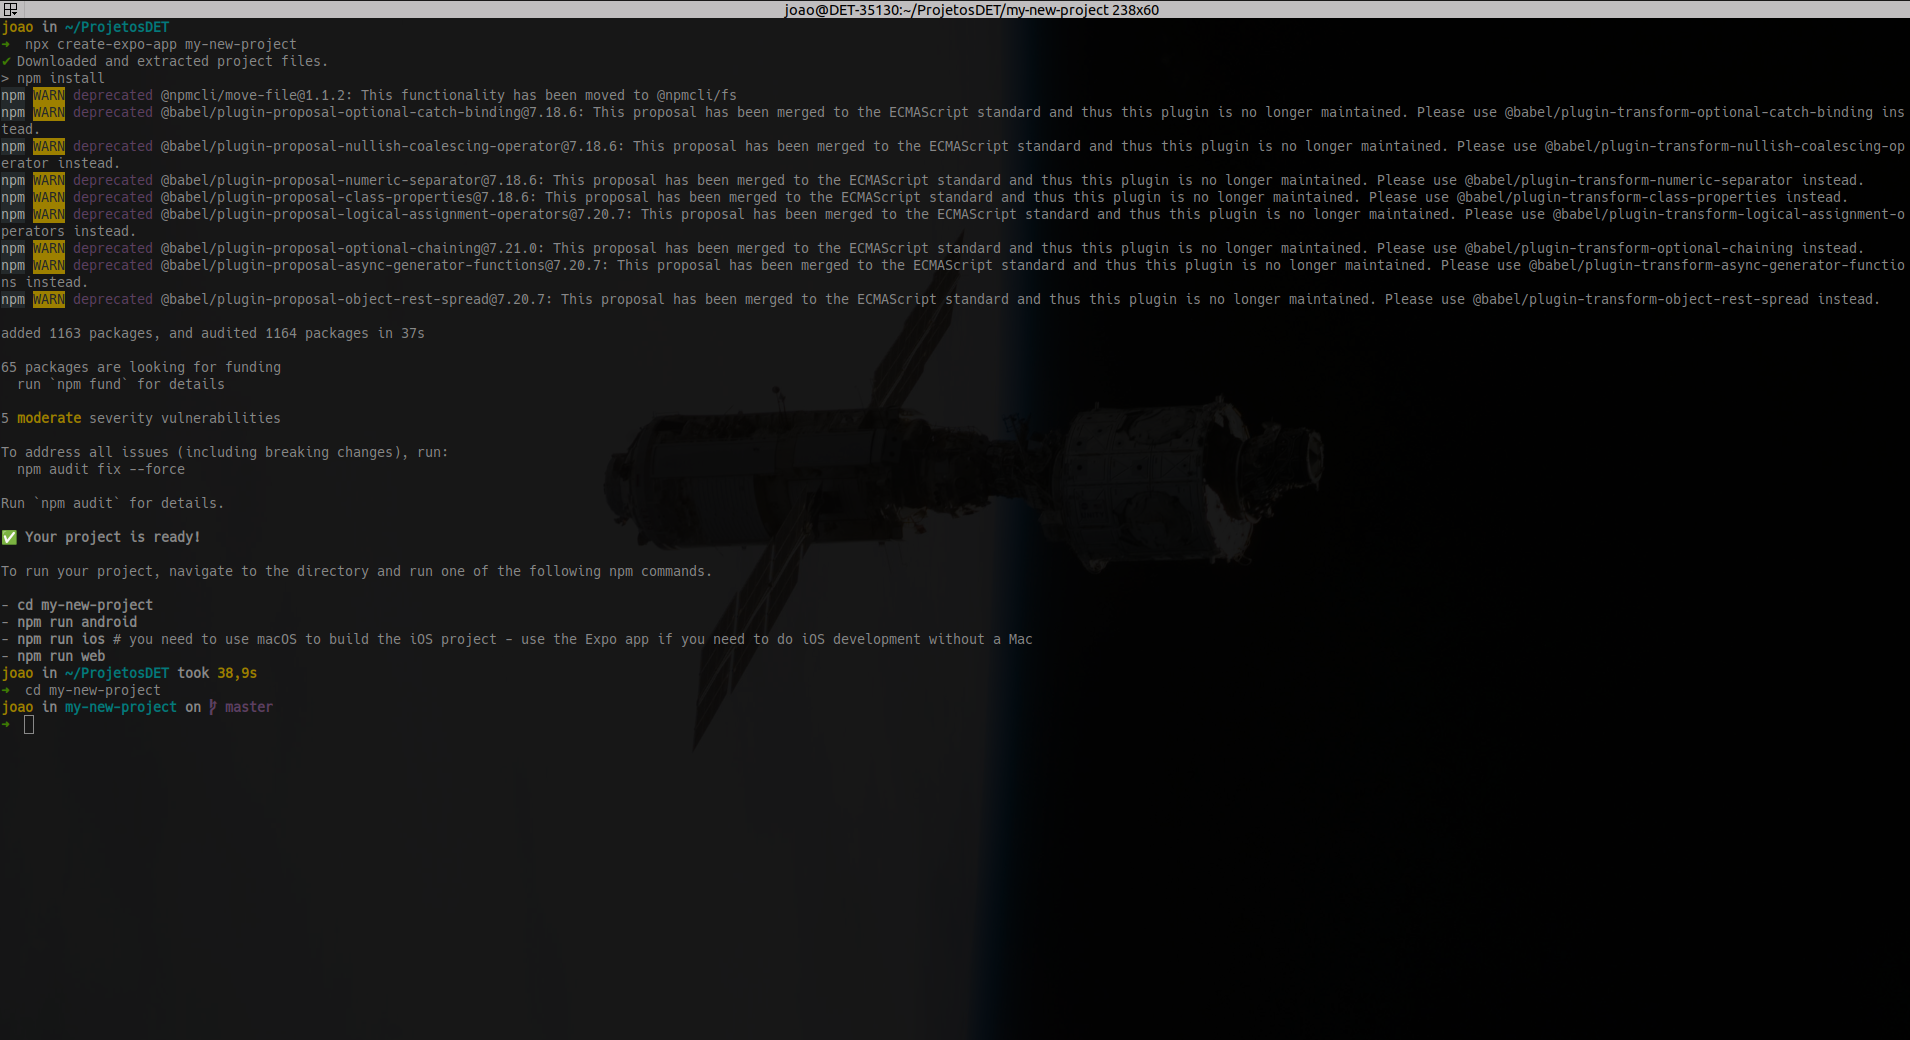 joao@DET-35130:~/ProjetosDET/my-new-project 238x60
joao in ~/ProjetosDET
➜ npx create-expo-app my-new-project
✔ Downloaded and extracted project files.
> npm install
npm WARN deprecated @npmcli/move-file@1.1.2: This functionality has been moved to @npmcli/fs
npm WARN deprecated @babel/plugin-proposal-optional-catch-binding@7.18.6: This proposal has been merged to the ECMAScript standard and thus this plugin is no longer maintained. Please use @babel/plugin-transform-optional-catch-binding ins
tead.
npm WARN deprecated @babel/plugin-proposal-nullish-coalescing-operator@7.18.6: This proposal has been merged to the ECMAScript standard and thus this plugin is no longer maintained. Please use @babel/plugin-transform-nullish-coalescing-op
erator instead.
npm WARN deprecated @babel/plugin-proposal-numeric-separator@7.18.6: This proposal has been merged to the ECMAScript standard and thus this plugin is no longer maintained. Please use @babel/plugin-transform-numeric-separator instead.
npm WARN deprecated @babel/plugin-proposal-class-properties@7.18.6: This proposal has been merged to the ECMAScript standard and thus this plugin is no longer maintained. Please use @babel/plugin-transform-class-properties instead.
npm WARN deprecated @babel/plugin-proposal-logical-assignment-operators@7.20.7: This proposal has been merged to the ECMAScript standard and thus this plugin is no longer maintained. Please use @babel/plugin-transform-logical-assignment-o
perators instead.
npm WARN deprecated @babel/plugin-proposal-optional-chaining@7.21.0: This proposal has been merged to the ECMAScript standard and thus this plugin is no longer maintained. Please use @babel/plugin-transform-optional-chaining instead.
npm WARN deprecated @babel/plugin-proposal-async-generator-functions@7.20.7: This proposal has been merged to the ECMAScript standard and thus this plugin is no longer maintained. Please use @babel/plugin-transform-async-generator-functio
ns instead.
npm WARN deprecated @babel/plugin-proposal-object-rest-spread@7.20.7: This proposal has been merged to the ECMAScript standard and thus this plugin is no longer maintained. Please use @babel/plugin-transform-object-rest-spread instead.
added 1163 packages, and audited 1164 packages in 37s
65 packages are looking for funding
run `npm fund` for details
5 moderate severity vulnerabilities
To address all issues (including breaking changes), run:
npm audit fix --force
Run `npm audit` for details.
✅ Your project is ready!
To run your project, navigate to the directory and run one of the following npm commands.
- cd my-new-project
- npm run android
- npm run ios # you need to use macOS to build the iOS project - use the Expo app if you need to do iOS development without a Mac
- npm run web
joao in ~/ProjetosDET took 38,9s
➜ cd my-new-project
joao in my-new-project on master
➜